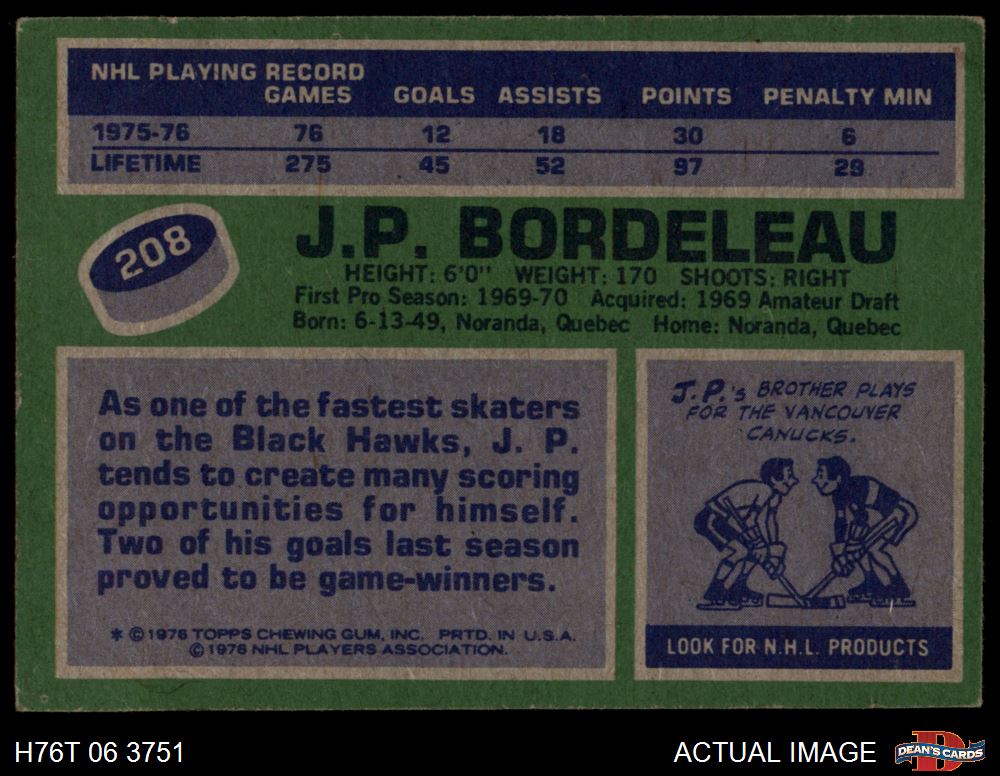 NHL PLAYING RECORD
GAMES GOALS ASSISTS POINTS PENALTY MIN
1975-76 76 12 18 30 6
LIFETIME 275 45 52 97 29
208
J.P. BORDELEAU
HEIGHT: 6'0" WEIGHT: 170 SHOOTS: RIGHT
First Pro Season: 1969-70 Acquired: 1969 Amateur Draft
Born: 6-13-49, Noranda, Quebec Home: Noranda, Quebec
As one of the fastest skaters
on the Black Hawks, J. P.
tends to create many scoring
opportunities for himself.
Two of his goals last season
proved to be game-winners.
* © 1976 TOPPS CHEWING GUM, INC. PRTD. IN U.S.A.
© 1976 NHL PLAYERS ASSOCIATION.
J.P.'s BROTHER PLAYS
FOR THE VANCOUVER
CANUCKS.
LOOK FOR N.H.L. PRODUCTS
H76T 06 3751
ACTUAL IMAGE
DEAN'S CARDS